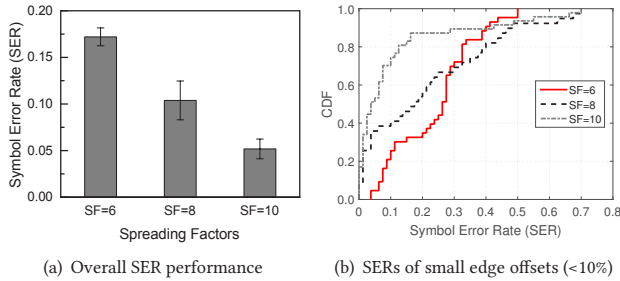 0.20
0.15
0.10
0.05
0.00
Symbol Error Rate (SER)
SF=6 SF=8 SF=10
Spreading Factors
(a) Overall SER performance
1.0
0.8
0.6
0.4
0.2
0
CDF
SF=6
SF=8
SF=10
0 0.1 0.2 0.3 0.4 0.5 0.6 0.7 0.8
Symbol Error Rate (SER)
(b) SERs of small edge offsets (<10%)